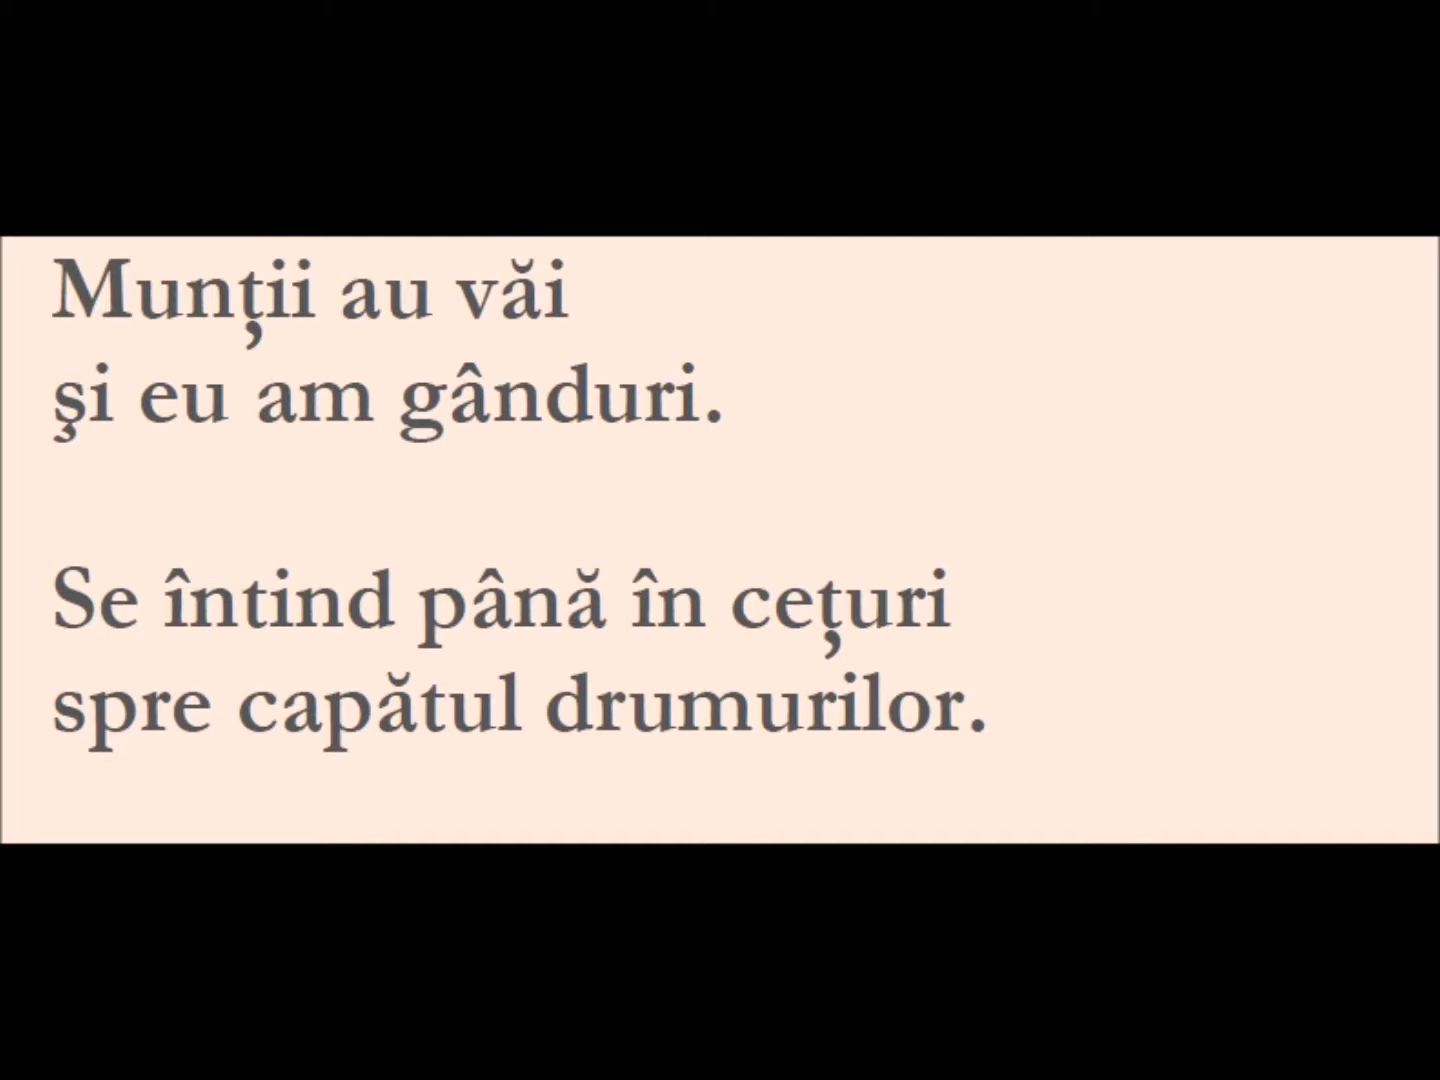 Munții au văi
şi eu am gânduri.
Se întind până în cețuri
spre capătul drumurilor.